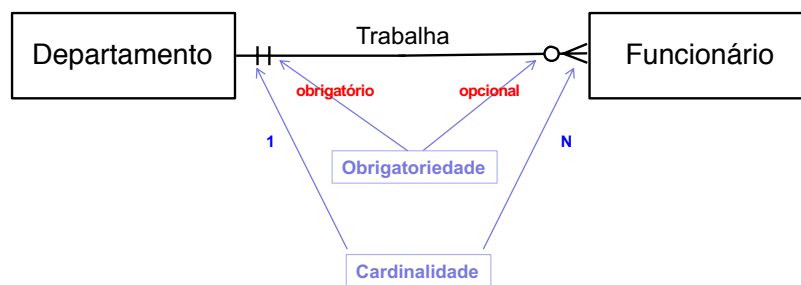 Trabalha
Departamento
Funcionário
obrigatório
opcional
1
N
Obrigatoriedade
Cardinalidade